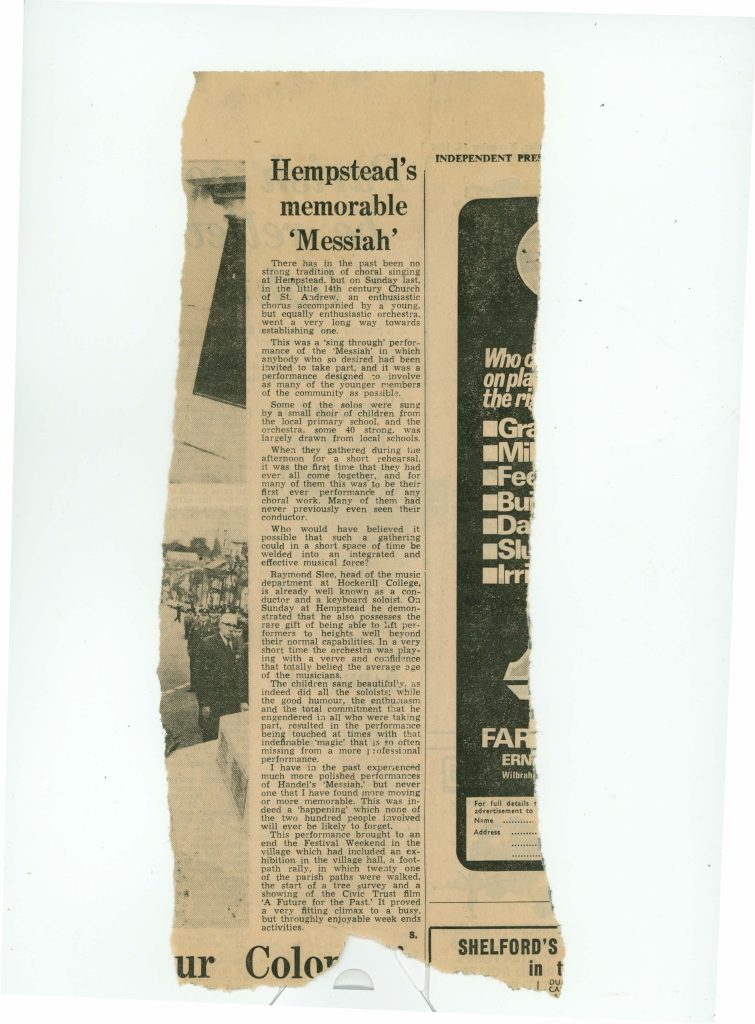 Hempstead's
memorable
'Messiah'
There has in the past been no
strong tradition of choral singing
at Hempstead, but on Sunday last,
in the little 14th century Church
of St. Andrew, an enthusiastic
chorus accompanied by a young,
but equally enthusiastic orchestra,
went a very long way towards
establishing one.
This was a 'sing through' perfor-
mance of the 'Messiah' in which
anybody who so desired had been
invited to take part, and it was a
performance designed to involve
as many of the younger members
of the community as possible.
Some of the solos were sung
by a small choir of children from
the local primary school, and the
orchestra, some 40 strong, was
largely drawn from local schools.
When they gathered during the
afternoon for a short rehearsal,
it was the first time that they had
ever all come together, and for
many of them this was to be their
first ever performance of any
choral work. Many of them had
never previously even seen their
conductor.
Who would have believed it
possible that such a gathering
could in a short space of time be
welded into an integrated and
effective musical force?
Raymond Slee, head of the music
department at Hockerill College,
is already well known as a con-
ductor and a keyboard soloist. On
Sunday at Hempstead he demon-
strated that he also possesses the
rare gift of being able to lift per-
formers to heights well beyond
their normal capabilities. In a very
short time the orchestra was play-
ing with a verve and confidence
that totally belied the average age
of the musicians.
The children sang beautifully, as
indeed did all the soloists; while
the good humour, the enthusiasm
and the total commitment that he
engendered in all who were taking
part, resulted in the performance
being touched at times with that
indefinable 'magic' that is so often
missing from a more professional
performance.
I have in the past experienced
much more polished performances
of Handel's 'Messiah,' but never
one that I have found more moving
or more memorable. This was in-
deed a 'happening' which none of
the two hundred people involved
will ever be likely to forget.
This performance brought to an
end the Festival Weekend in the
village which had included an ex-
hibition in the village hall, a foot-
path rally, in which twenty one
of the parish paths were walked,
the start of a tree survey and a
showing of the Civic Trust film
'A Future for the Past.' It proved
a very fitting climax to a busy,
but throughly enjoyable week ends
activities.
S.
ur Color
INDEPENDENT PRES
Who
on pla
the ri
Gra
Mil
Fee
Bui
Da
Slu
Irri
FAR
ERN
Wilbrah
For full details
advertisement to
Name
Address
SHELFORD'S
in t
DU
CA